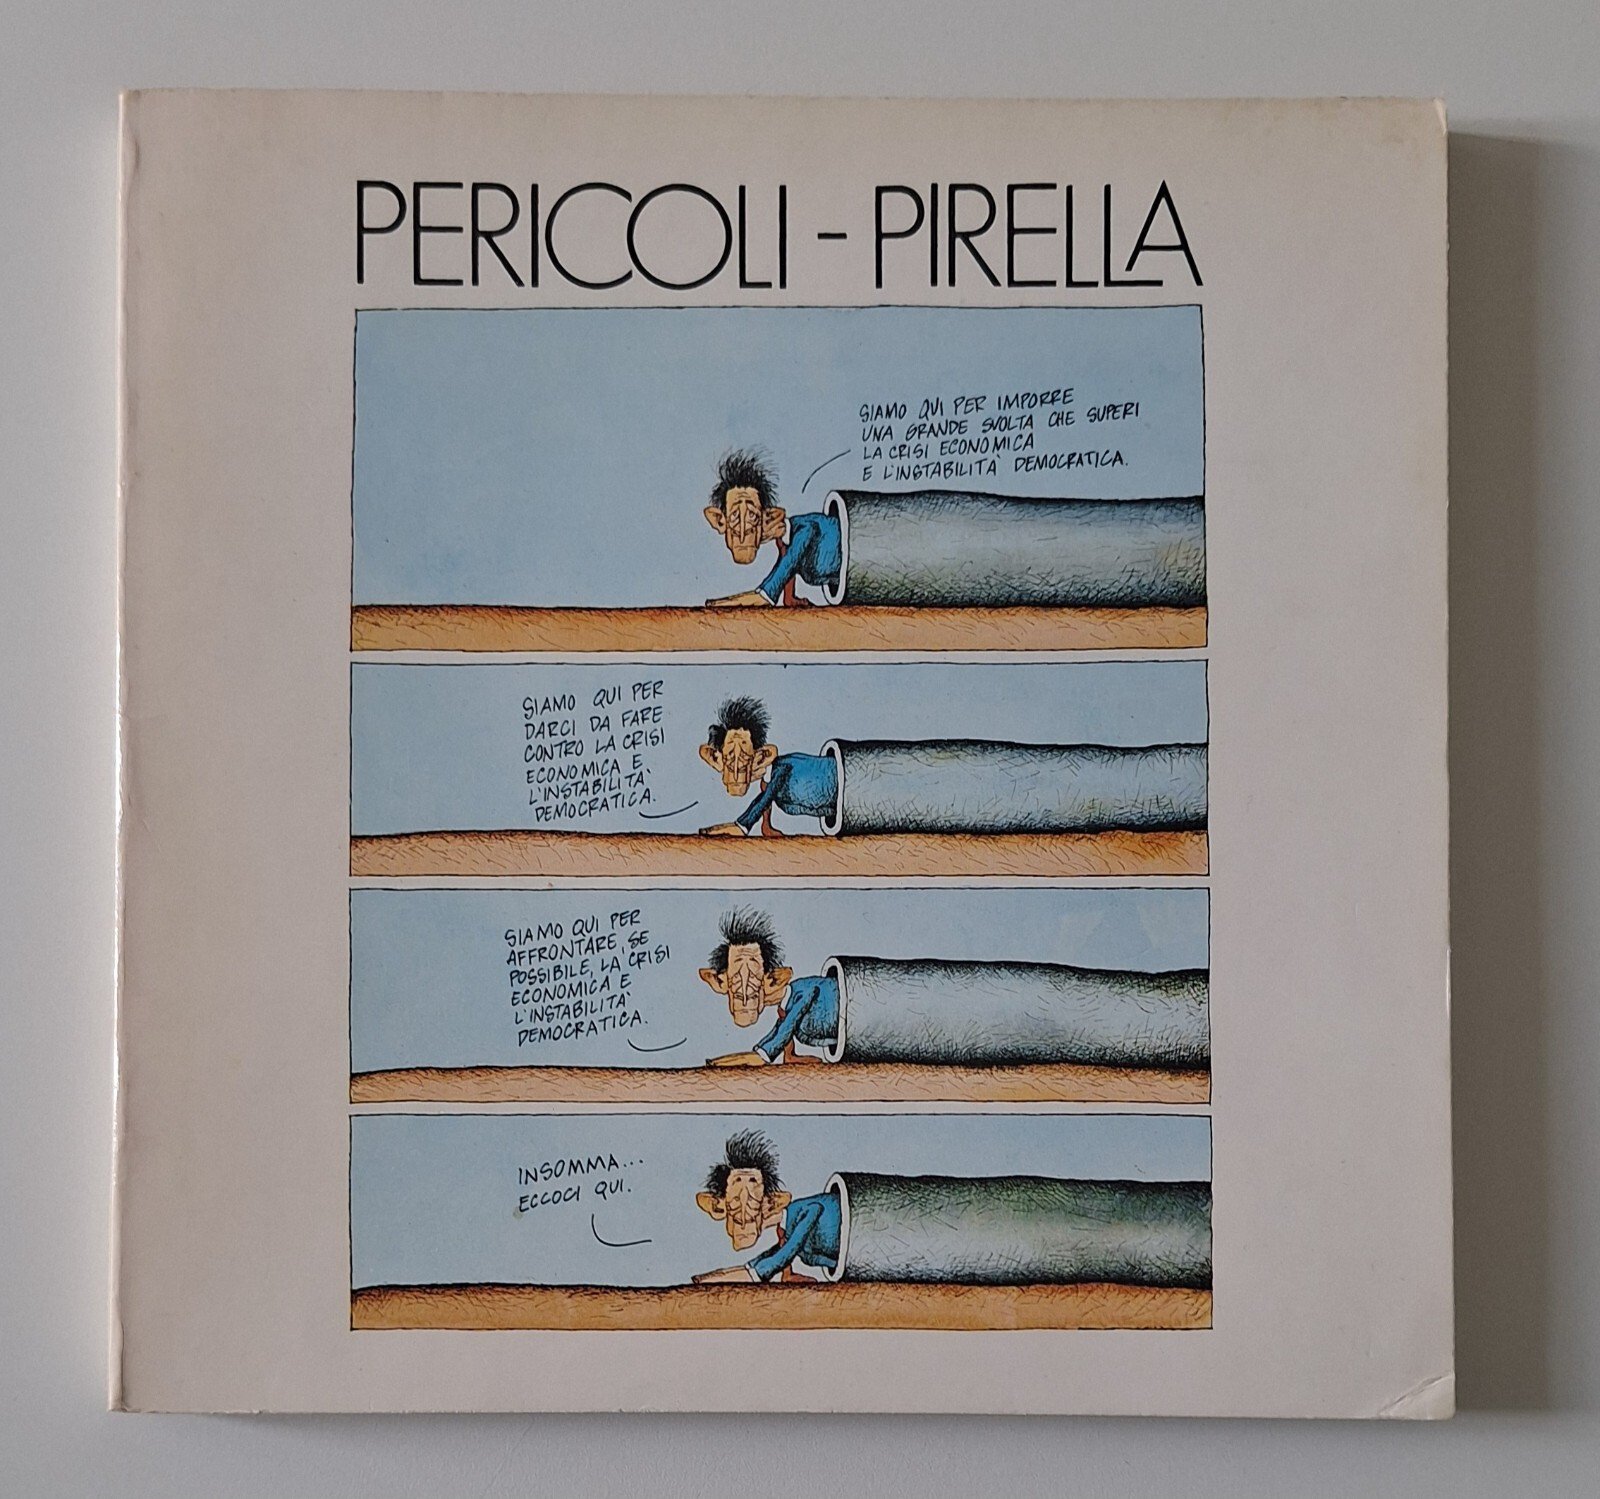 PERICOLI - PIRELLA
SIAMO QUI PER IMPORRE
UNA GRANDE SVOLTA CHE SUPERI
LA CRISI ECONOMICA
E L'INSTABILITÀ DEMOCRATICA.
SIAMO QUI PER
DARCI DA FARE
CONTRO LA CRISI
ECONOMICA E
L'INSTABILITÀ
DEMOCRATICA.
SIAMO QUI PER
AFFRONTARE, SE
POSSIBILE, LA CRISI
ECONOMICA E
L'INSTABILITÀ
DEMOCRATICA.
INSOMMA...
ECCOCI QUI.